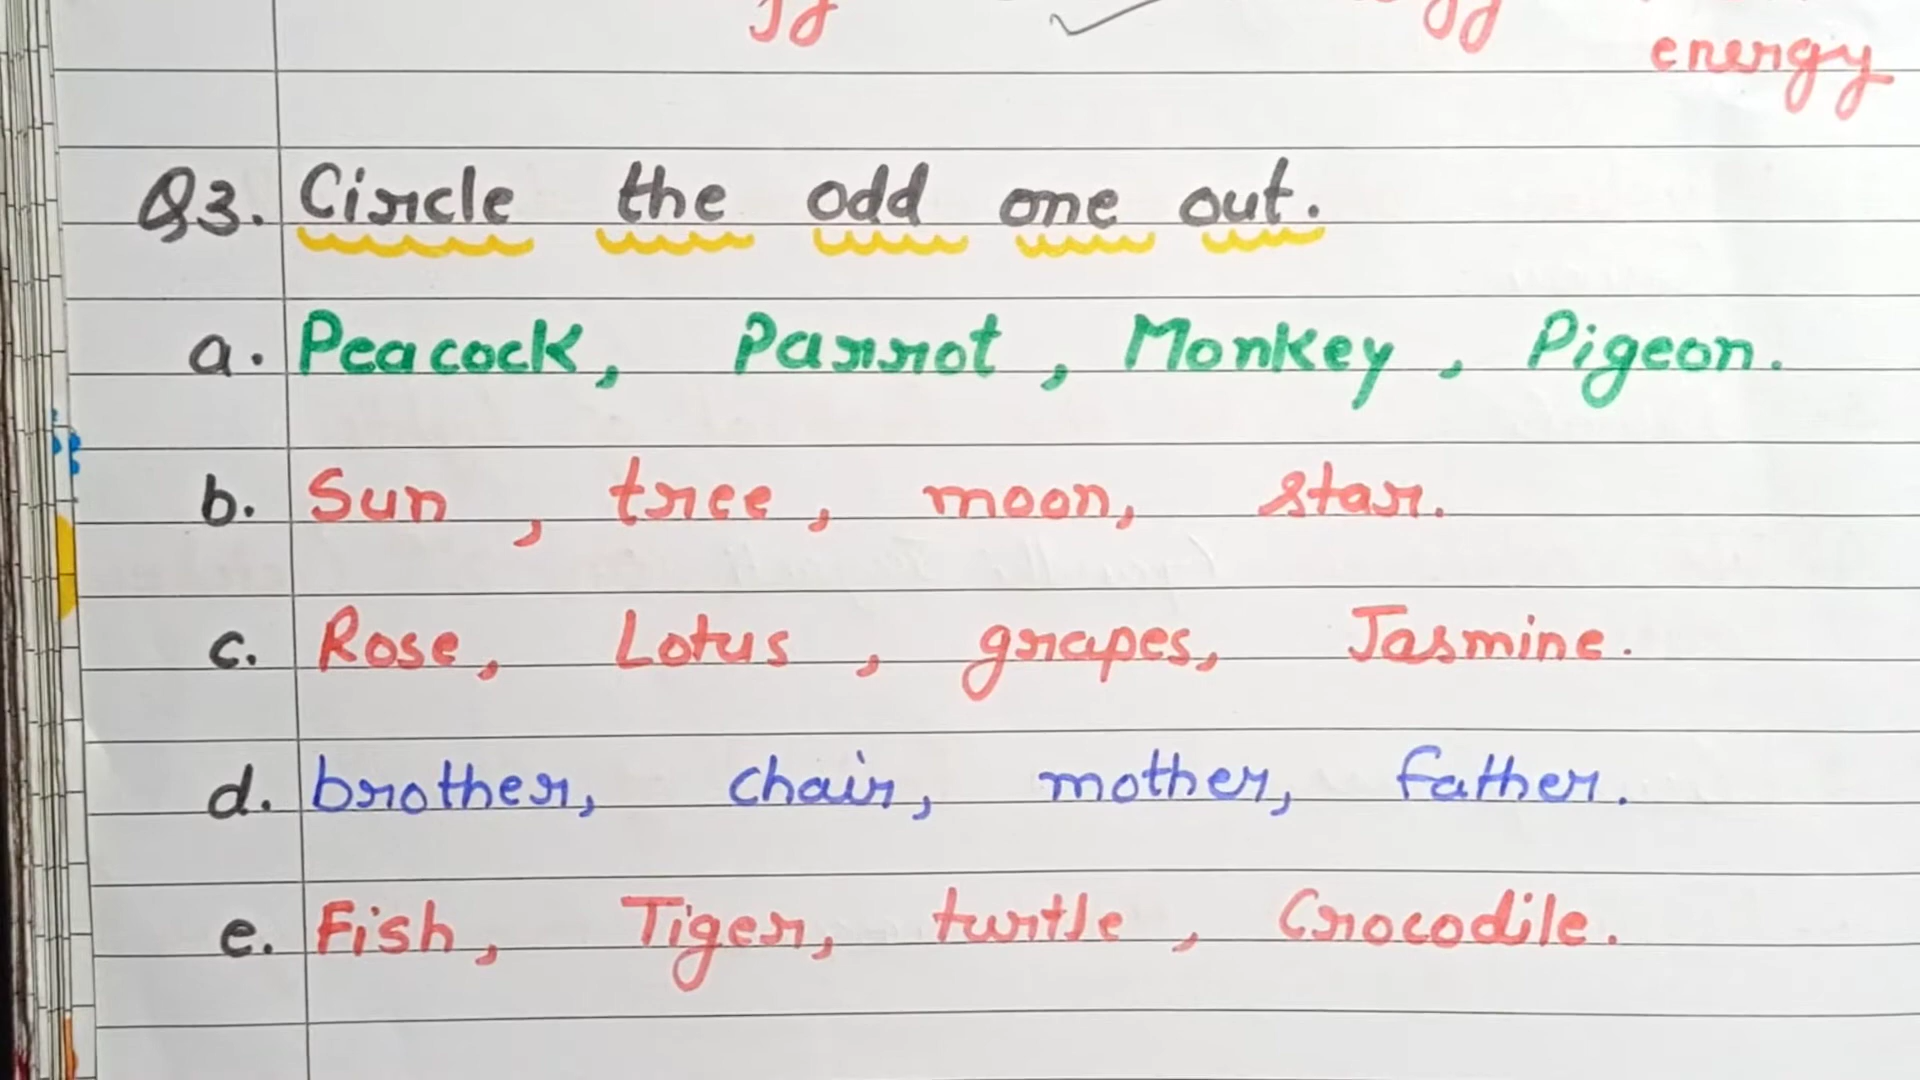 energy
Q3. Circle the odd one out.
a. Peacock, Parrot, Monkey, Pigeon.
b. Sun, tree, moon, star.
c. Rose, Lotus, grapes, Jasmine.
d. brother, chair, mother, father.
e. Fish, Tiger, turtle, Crocodile.